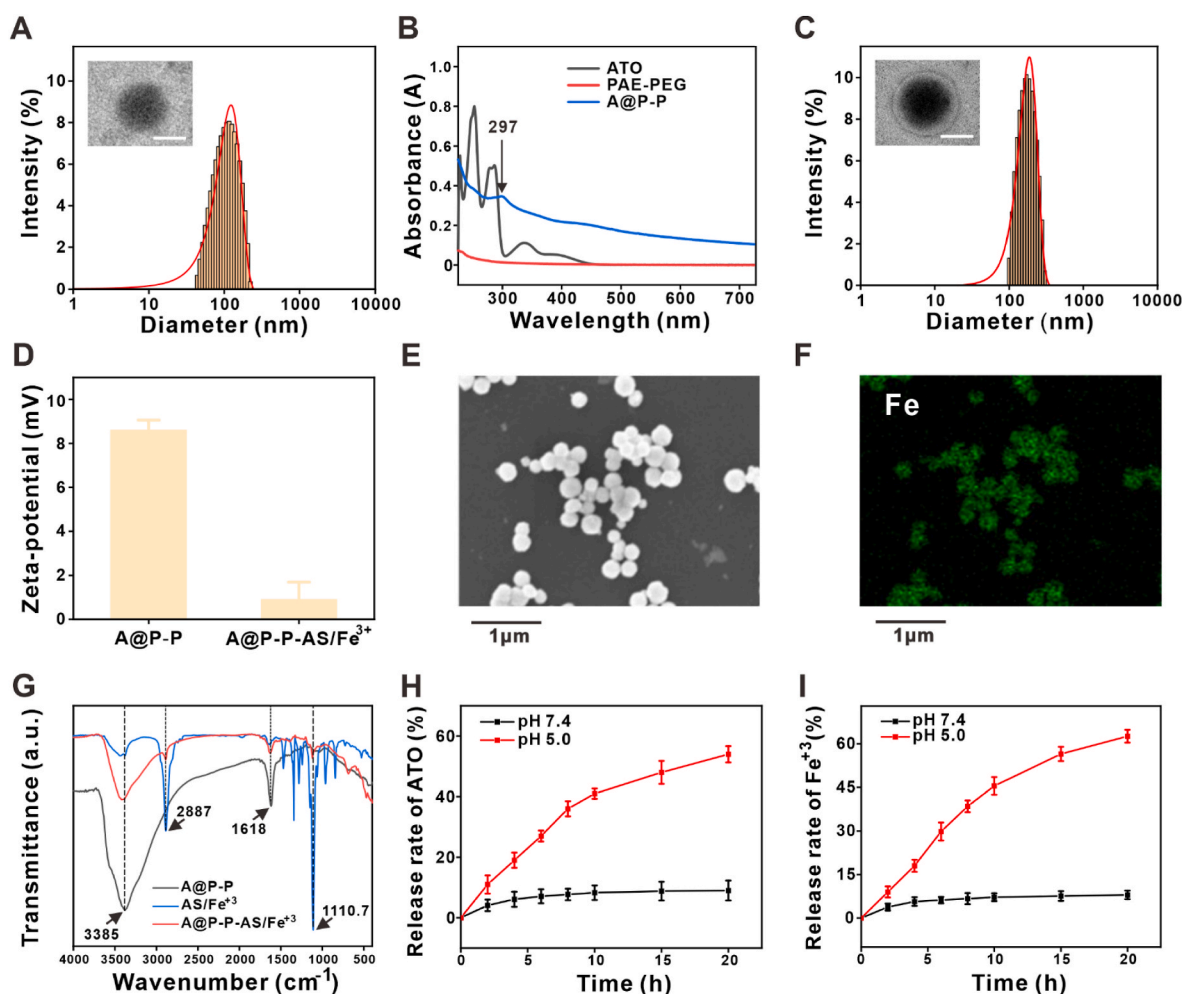 A
Intensity (%)
10
8
6
4
2
0
1
10
100
1000
10000
Diameter (nm)
B
Absorbance (A)
1.0
0.8
0.6
0.4
0.2
0
ATO
PAE-PEG
A@P-P
297
300
400
500
600
700
Wavelength (nm)
C
Intensity (%)
10
8
6
4
2
0
1
10
100
1000
10000
Diameter (nm)
D
Zeta-potential (mV)
10
8
6
4
2
0
A@P-P
A@P-P-AS/Fe³⁺
E
1μm
F
Fe
1μm
G
Transmittance (a.u.)
2887
1618
3385
1110.7
A@P-P
AS/Fe⁺³
A@P-P-AS/Fe⁺³
4000
3000
2000
1500
1000
500
Wavenumber (cm⁻¹)
H
Release rate of ATO (%)
60
40
20
0
pH 7.4
pH 5.0
0
5
10
15
20
Time (h)
I
Release rate of Fe⁺³ (%)
60
45
30
15
0
pH 7.4
pH 5.0
0
5
10
15
20
Time (h)